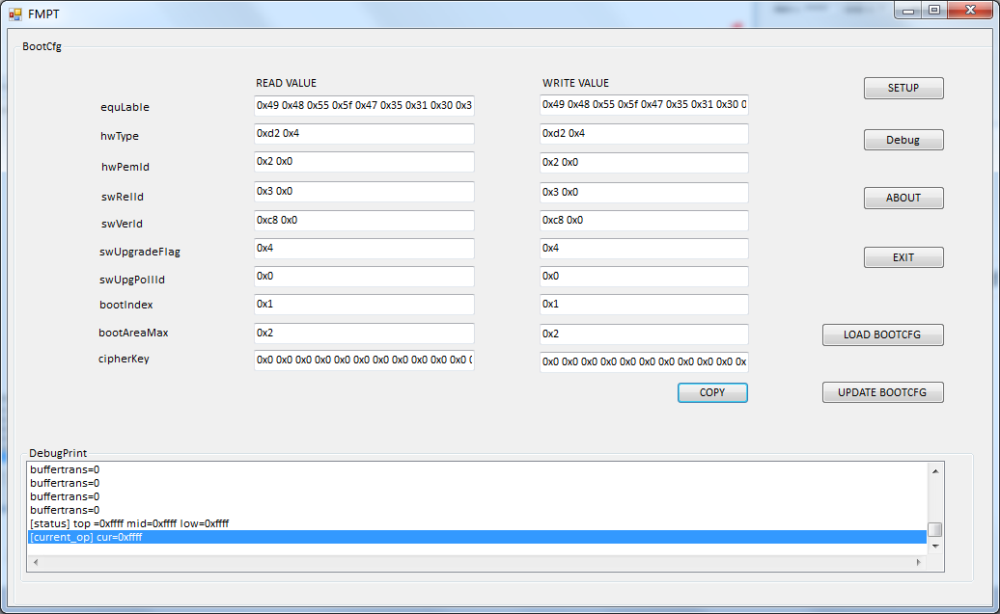 FMPT
BootCfg
READ VALUE WRITE VALUE SETUP
equLable 0x49 0x48 0x55 0x5f 0x47 0x35 0x31 0x30 0x3 0x49 0x48 0x55 0x5f 0x47 0x35 0x31 0x30 0
hwType 0xd2 0x4 0xd2 0x4 Debug
hwPemId 0x2 0x0 0x2 0x0
swRelId 0x3 0x0 0x3 0x0 ABOUT
swVerId 0xc8 0x0 0xc8 0x0
swUpgradeFlag 0x4 0x4 EXIT
swUpgPollId 0x0 0x0
bootIndex 0x1 0x1
bootAreaMax 0x2 0x2 LOAD BOOTCFG
cipherKey 0x0 0x0 0x0 0x0 0x0 0x0 0x0 0x0 0x0 0x0 0x0 0x0 0x0 0x0 0x0 0x0 0x0 0x0 0x0 0x0 0x0 0x
COPY UPDATE BOOTCFG
DebugPrint
buffertrans=0
buffertrans=0
buffertrans=0
buffertrans=0
[status] top =0xffff mid=0xffff low=0xffff
[current_op] cur=0xffff